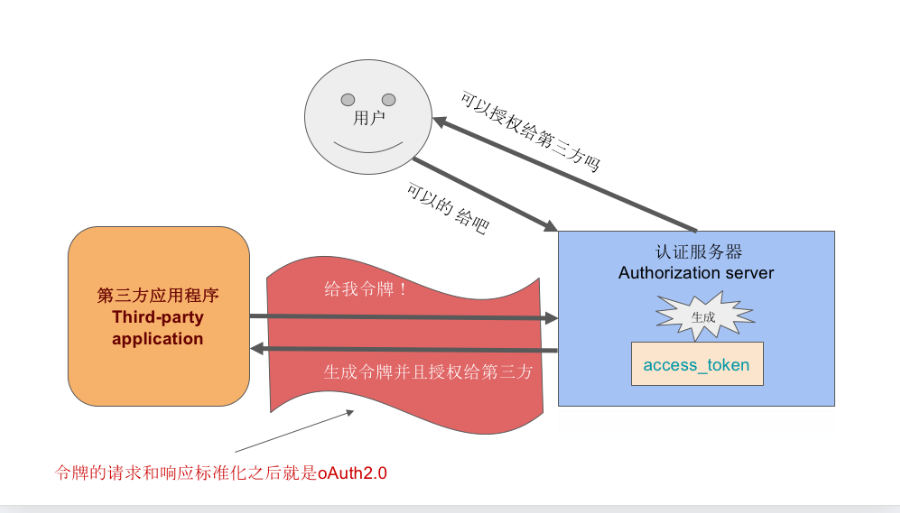 用户
可以授权给第三方吗
可以的 给吧
认证服务器
Authorization server
生成
access_token
第三方应用程序
Third-party
application
给我令牌！
生成令牌并且授权给第三方
令牌的请求和响应标准化之后就是oAuth2.0